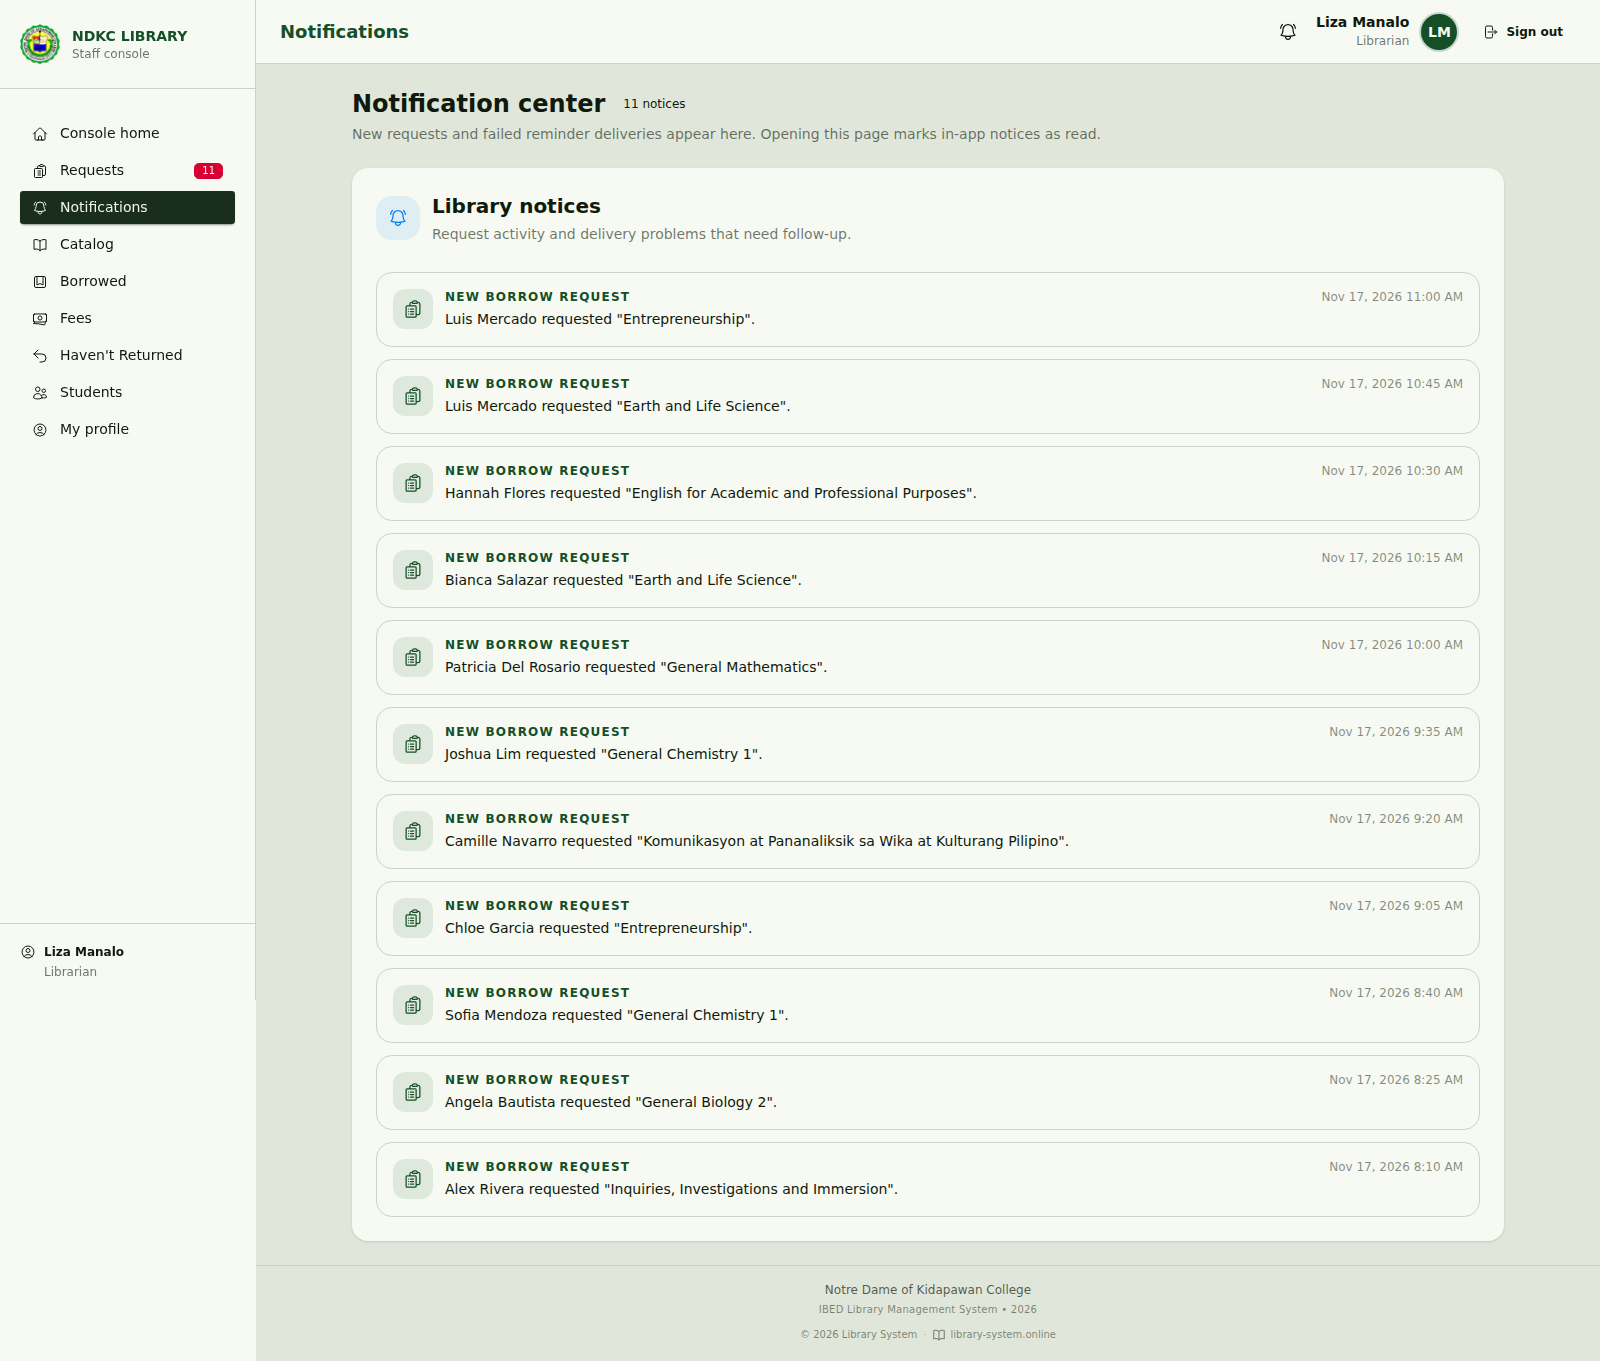 NDKC LIBRARY
Staff console
Console home
Requests 11
Notifications
Catalog
Borrowed
Fees
Haven't Returned
Students
My profile
Liza Manalo
Librarian
Notifications
Liza Manalo
Librarian
LM
Sign out
Notification center 11 notices
New requests and failed reminder deliveries appear here. Opening this page marks in-app notices as read.
Library notices
Request activity and delivery problems that need follow-up.
NEW BORROW REQUEST Nov 17, 2026 11:00 AM
Luis Mercado requested "Entrepreneurship".
NEW BORROW REQUEST Nov 17, 2026 10:45 AM
Luis Mercado requested "Earth and Life Science".
NEW BORROW REQUEST Nov 17, 2026 10:30 AM
Hannah Flores requested "English for Academic and Professional Purposes".
NEW BORROW REQUEST Nov 17, 2026 10:15 AM
Bianca Salazar requested "Earth and Life Science".
NEW BORROW REQUEST Nov 17, 2026 10:00 AM
Patricia Del Rosario requested "General Mathematics".
NEW BORROW REQUEST Nov 17, 2026 9:35 AM
Joshua Lim requested "General Chemistry 1".
NEW BORROW REQUEST Nov 17, 2026 9:20 AM
Camille Navarro requested "Komunikasyon at Pananaliksik sa Wika at Kulturang Pilipino".
NEW BORROW REQUEST Nov 17, 2026 9:05 AM
Chloe Garcia requested "Entrepreneurship".
NEW BORROW REQUEST Nov 17, 2026 8:40 AM
Sofia Mendoza requested "General Chemistry 1".
NEW BORROW REQUEST Nov 17, 2026 8:25 AM
Angela Bautista requested "General Biology 2".
NEW BORROW REQUEST Nov 17, 2026 8:10 AM
Alex Rivera requested "Inquiries, Investigations and Immersion".
Notre Dame of Kidapawan College
IBED Library Management System • 2026
© 2026 Library System · library-system.online